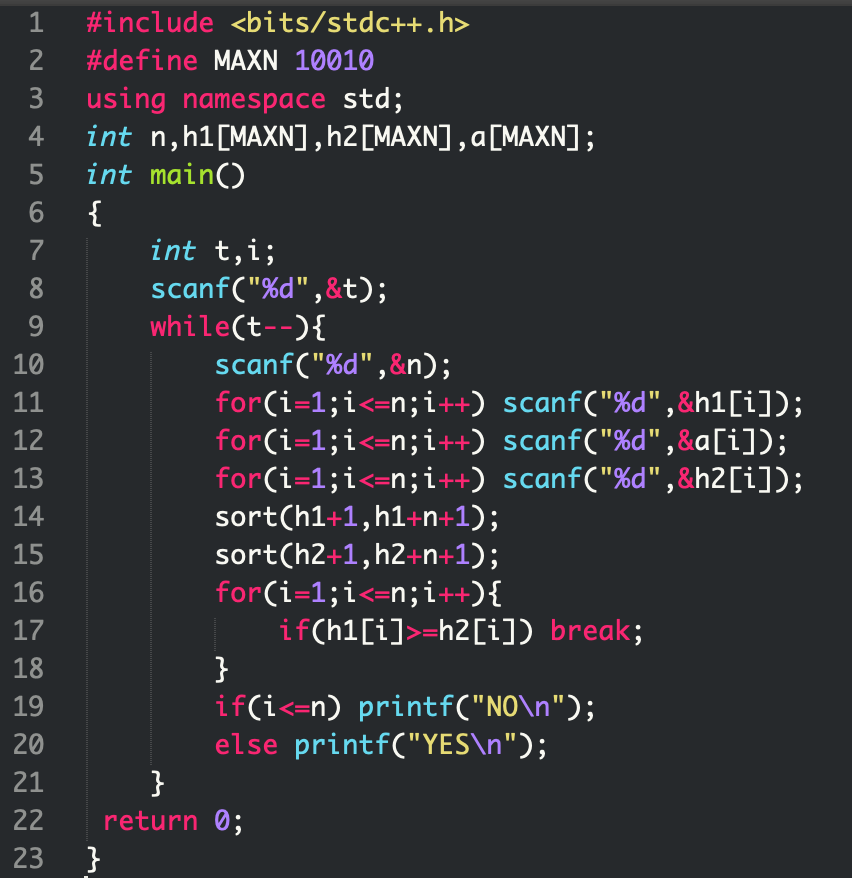 1 #include <bits/stdc++.h>
2 #define MAXN 10010
3 using namespace std;
4 int n,h1[MAXN],h2[MAXN],a[MAXN];
5 int main()
6 {
7     int t,i;
8     scanf("%d",&t);
9     while(t--){
10         scanf("%d",&n);
11         for(i=1;i<=n;i++) scanf("%d",&h1[i]);
12         for(i=1;i<=n;i++) scanf("%d",&a[i]);
13         for(i=1;i<=n;i++) scanf("%d",&h2[i]);
14         sort(h1+1,h1+n+1);
15         sort(h2+1,h2+n+1);
16         for(i=1;i<=n;i++){
17             if(h1[i]>=h2[i]) break;
18         }
19         if(i<=n) printf("NO\n");
20         else printf("YES\n");
21     }
22  return 0;
23 }